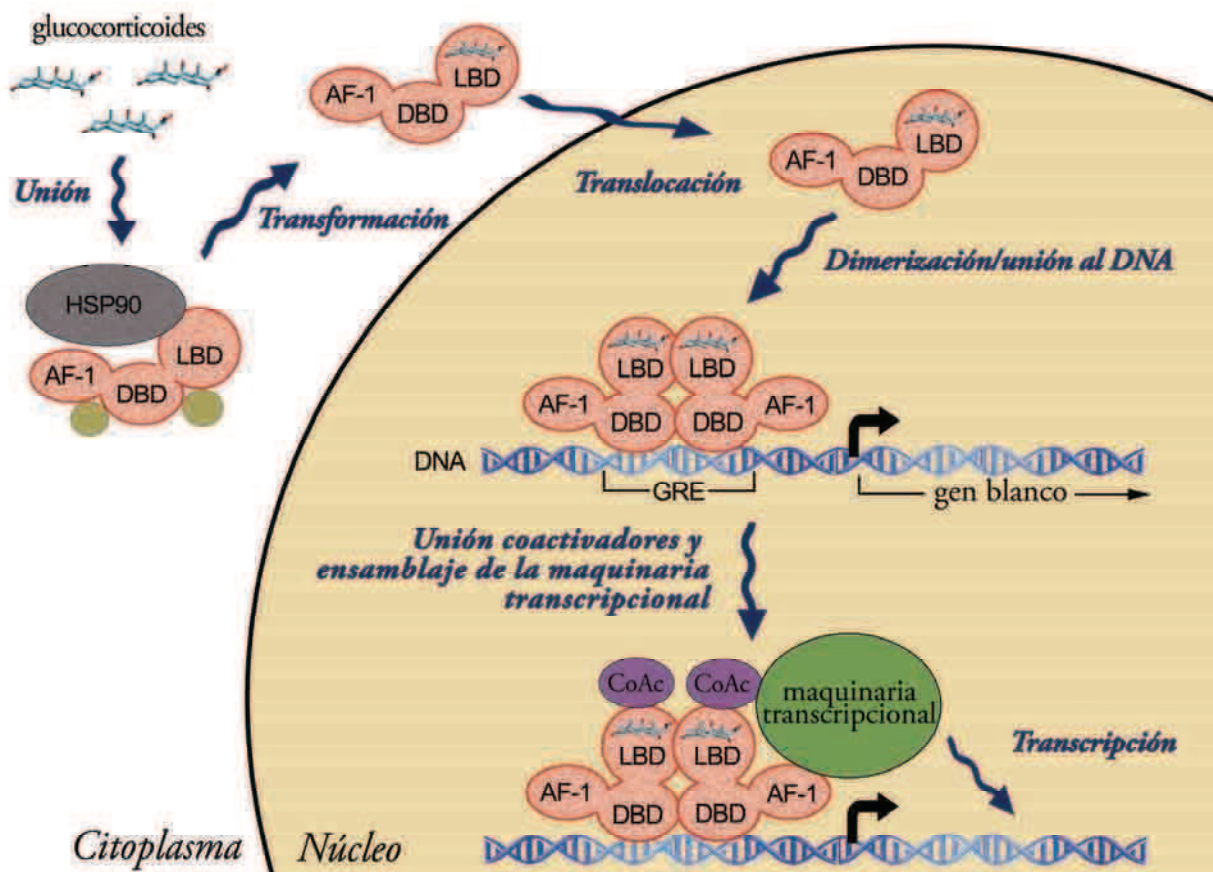 glucocorticoides
Unión
HSP90
AF-1
DBD
LBD
Transformación
AF-1
DBD
LBD
Translocación
AF-1
DBD
LBD
Dimerización/unión al DNA
LBD
LBD
AF-1
DBD
DBD
AF-1
DNA
GRE
gen blanco
Unión coactivadores y
ensamblaje de la maquinaria
transcripcional
CoAc
CoAc
maquinaria
transcripcional
LBD
LBD
AF-1
DBD
DBD
AF-1
Transcripción
Citoplasma
Núcleo